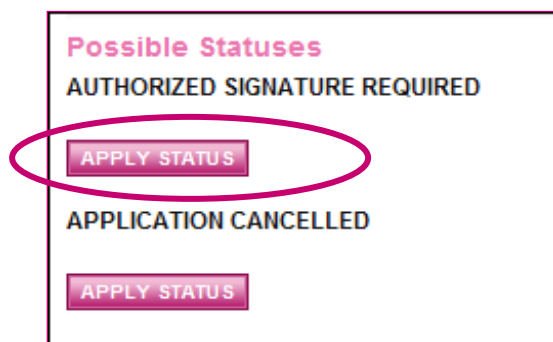 Possible Statuses
AUTHORIZED SIGNATURE REQUIRED
APPLY STATUS
APPLICATION CANCELLED
APPLY STATUS